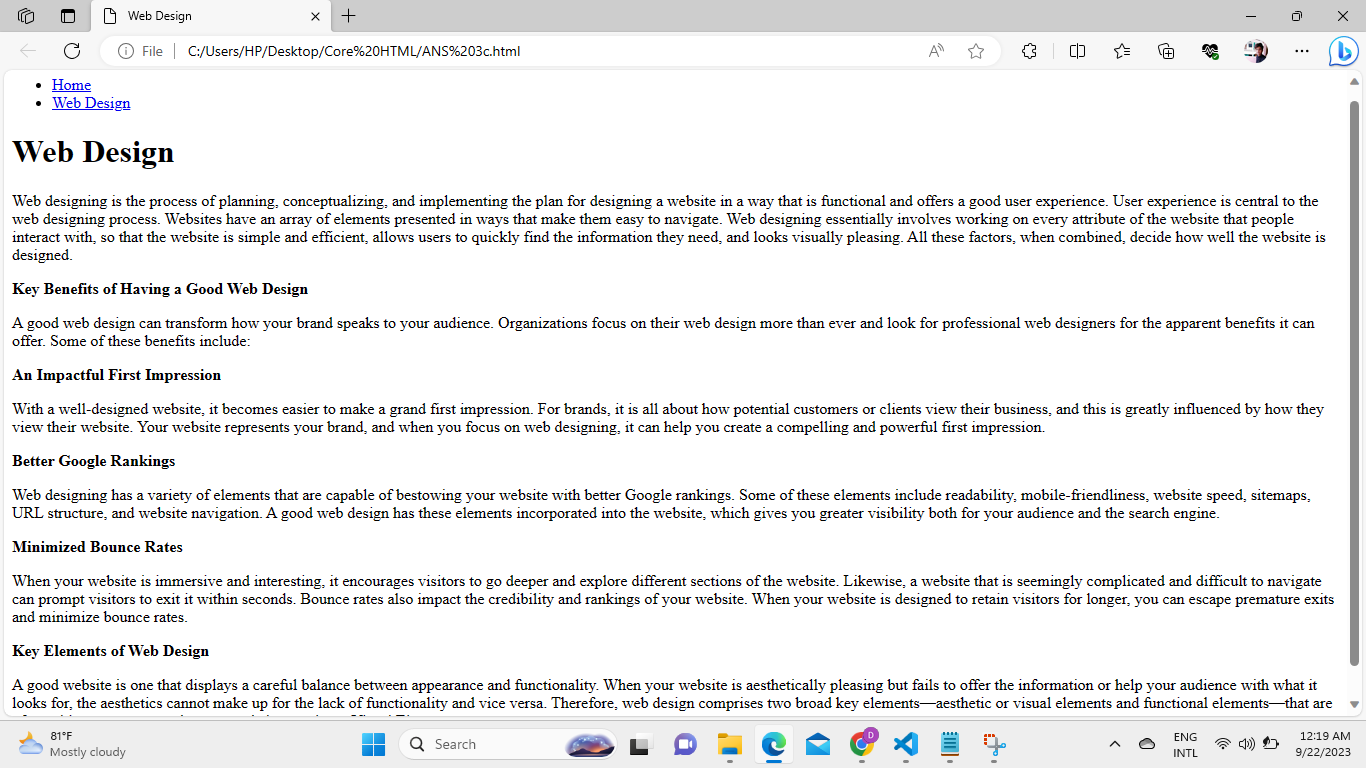 Web Design
File
C:/Users/HP/Desktop/Core%20HTML/ANS%203c.html
Home
Web Design
Web Design
Web designing is the process of planning, conceptualizing, and implementing the plan for designing a website in a way that is functional and offers a good user experience. User experience is central to the
web designing process. Websites have an array of elements presented in ways that make them easy to navigate. Web designing essentially involves working on every attribute of the website that people
interact with, so that the website is simple and efficient, allows users to quickly find the information they need, and looks visually pleasing. All these factors, when combined, decide how well the website is
designed.
Key Benefits of Having a Good Web Design
A good web design can transform how your brand speaks to your audience. Organizations focus on their web design more than ever and look for professional web designers for the apparent benefits it can
offer. Some of these benefits include:
An Impactful First Impression
With a well-designed website, it becomes easier to make a grand first impression. For brands, it is all about how potential customers or clients view their business, and this is greatly influenced by how they
view their website. Your website represents your brand, and when you focus on web designing, it can help you create a compelling and powerful first impression.
Better Google Rankings
Web designing has a variety of elements that are capable of bestowing your website with better Google rankings. Some of these elements include readability, mobile-friendliness, website speed, sitemaps,
URL structure, and website navigation. A good web design has these elements incorporated into the website, which gives you greater visibility both for your audience and the search engine.
Minimized Bounce Rates
When your website is immersive and interesting, it encourages visitors to go deeper and explore different sections of the website. Likewise, a website that is seemingly complicated and difficult to navigate
can prompt visitors to exit it within seconds. Bounce rates also impact the credibility and rankings of your website. When your website is designed to retain visitors for longer, you can escape premature exits
and minimize bounce rates.
Key Elements of Web Design
A good website is one that displays a careful balance between appearance and functionality. When your website is aesthetically pleasing but fails to offer the information or help your audience with what it
looks for, the aesthetics cannot make up for the lack of functionality and vice versa. Therefore, web design comprises two broad key elements—aesthetic or visual elements and functional elements—that are
81°F
Mostly cloudy
Search
D
ENG
INTL
12:19 AM
9/22/2023